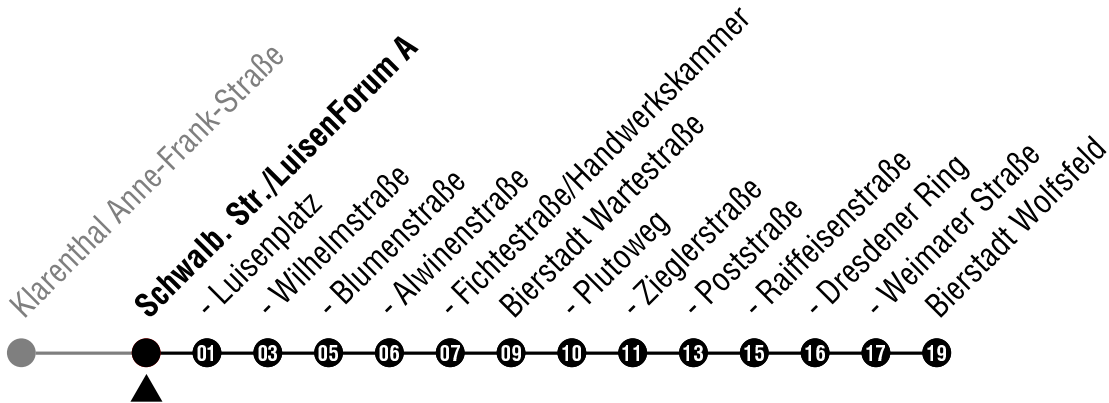 Klarenthal Anne-Frank-Straße
Schwalb. Str./LuisenForum A
- Luisenplatz
- Wilhelmstraße
- Blumenstraße
- Alwinenstraße
- Fichtestraße/Handwerkskammer
Bierstadt Wartestraße
- Plutoweg
- Zieglerstraße
- Poststraße
- Raiffeisenstraße
- Dresdener Ring
- Weimarer Straße
Bierstadt Wolfsfeld
01 03 05 06 07 09 10 11 13 15 16 17 19